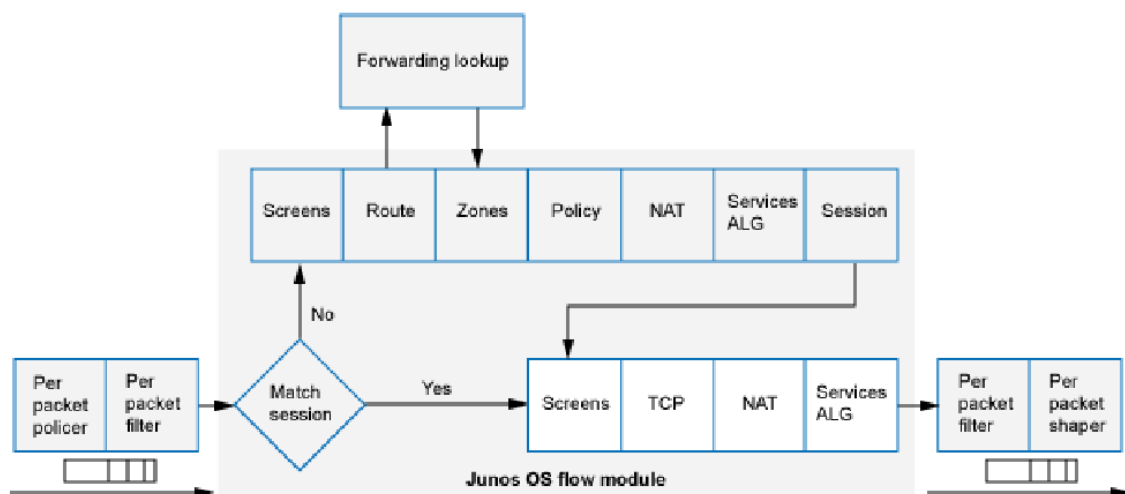 Forwarding lookup
Screens
Route
Zones
Policy
NAT
Services
ALG
Session
No
Per
packet
policer
Per
packet
filter
Match
session
Yes
Screens
TCP
NAT
Services
ALG
Per
packet
filter
Per
packet
shaper
Junos OS flow module